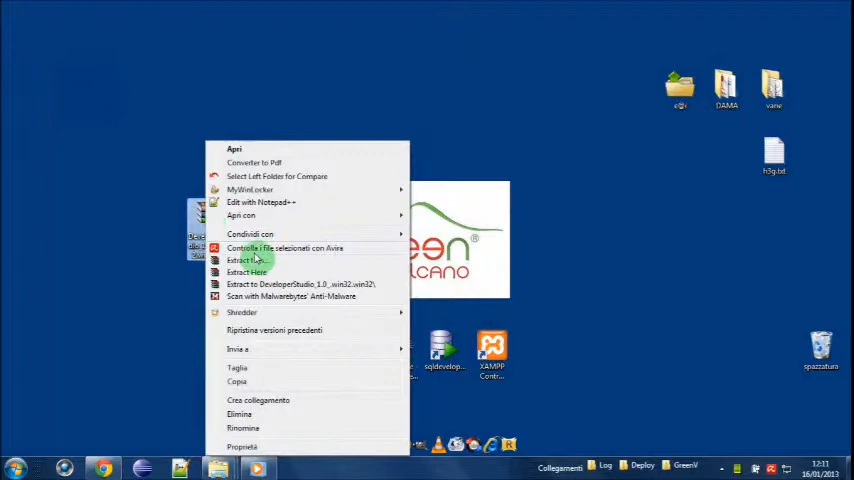 Apri
Converter to Pdf
Select Left Folder for Compare
MyWinLocker
Edit with Notepad++
Apri con
Condividi con
Controlla i file selezionati con Avira
Extract
Extract Here
Extract to DeveloperStudio_1.0_.win32.win32\
Scan with Malwarebytes' Anti-Malware
Shredder
Ripristina versioni precedenti
Invia a
Taglia
Copia
Crea collegamento
Elimina
Rinomina
Proprietà
DAMA
vane
h3g.txt
een®
LCANO
sqldevelop...
XAMPP
Contr...
spazzatura
Collegamenti
Log
Deploy
GreenV
12:11
16/01/2013